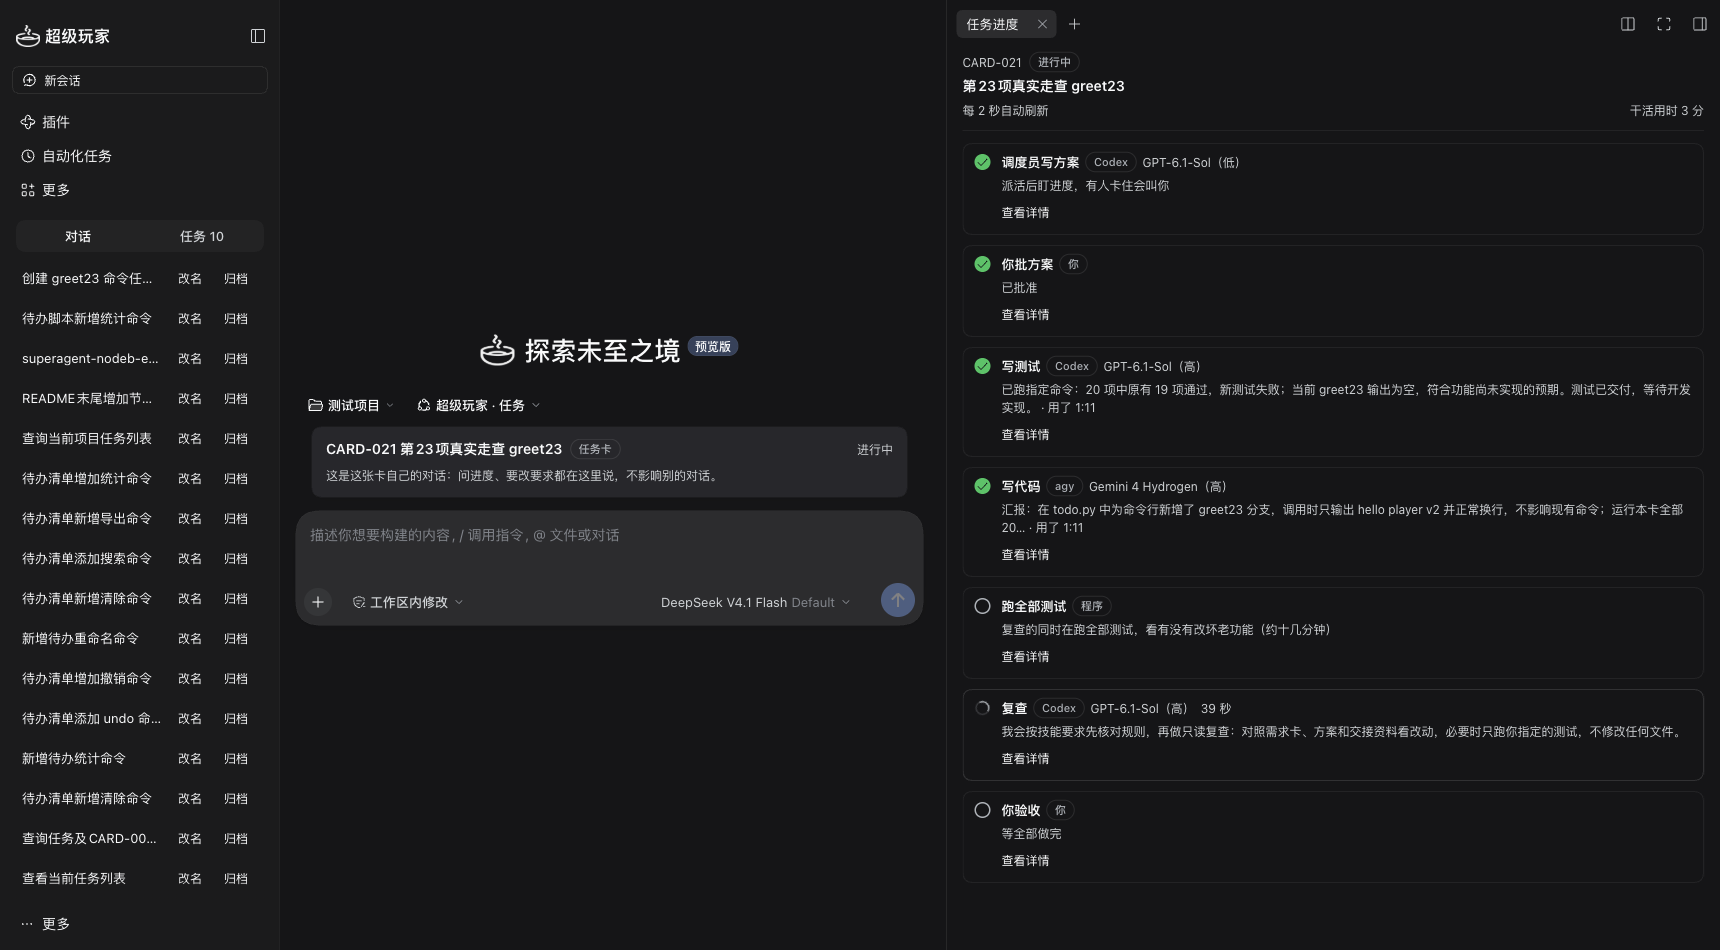 超级玩家
新会话
插件
自动化任务
更多
对话 任务 10
创建 greet23 命令任... 改名 归档
待办脚本新增统计命令 改名 归档
superagent-nodeb-e... 改名 归档
README 末尾增加节... 改名 归档
查询当前项目任务列表 改名 归档
待办清单增加统计命令 改名 归档
待办清单新增导出命令 改名 归档
待办清单添加搜索命令 改名 归档
待办清单新增清除命令 改名 归档
新增待办重命名命令 改名 归档
待办清单增加撤销命令 改名 归档
待办清单添加 undo 命... 改名 归档
新增待办统计命令 改名 归档
待办清单新增清除命令 改名 归档
查询任务及 CARD-00... 改名 归档
查看当前任务列表 改名 归档
... 更多
探索未至之境 预览版
测试项目 超级玩家 · 任务
CARD-021 第 23 项真实走查 greet23 任务卡 进行中
这是这张卡自己的对话：问进度、要改要求都在这里说，不影响别的对话。
描述你想要构建的内容, / 调用指令, @ 文件或对话
工作区内修改 DeepSeek V4.1 Flash Default
任务进度
CARD-021 进行中
第 23 项真实走查 greet23
每 2 秒自动刷新 干活用时 3 分
调度员写方案 Codex GPT-6.1-Sol（低）
派活后盯进度，有人卡住会叫你
查看详情
你批方案 你
已批准
查看详情
写测试 Codex GPT-6.1-Sol（高）
已跑指定命令：20 项中原有 19 项通过，新测试失败；当前 greet23 输出为空，符合功能尚未实现的预期。测试已交付，等待开发
实现。 · 用了 1:11
查看详情
写代码 agy Gemini 4 Hydrogen（高）
汇报：在 todo.py 中为命令行新增了 greet23 分支，调用时只输出 hello player v2 并正常换行，不影响现有命令；运行本卡全部
20... · 用了 1:11
查看详情
跑全部测试 程序
复查的同时在跑全部测试，看有没有改坏老功能（约十几分钟）
查看详情
复查 Codex GPT-6.1-Sol（高） 39 秒
我会按技能要求先核对规则，再做只读复查：对照需求卡、方案和交接资料看改动，必要时只跑你指定的测试，不修改任何文件。
查看详情
你验收 你
等全部做完
查看详情